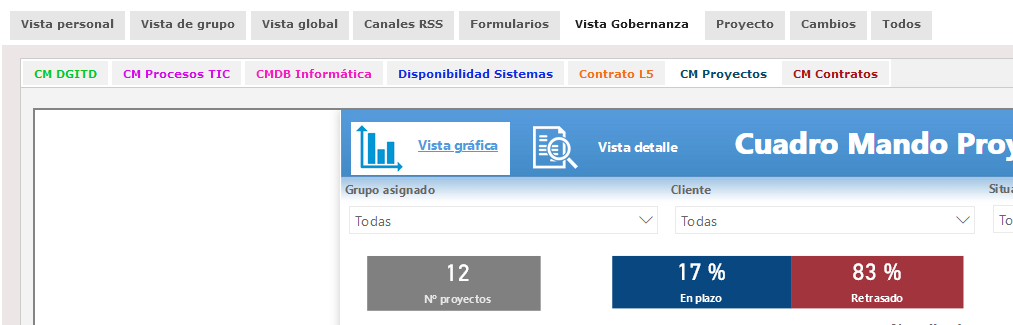 Vista personal Vista de grupo Vista global Canales RSS Formularios Vista Gobernanza Proyecto Cambios Todos
CM DGITD CM Procesos TIC CMDB Informática Disponibilidad Sistemas Contrato L5 CM Proyectos CM Contratos
Vista gráfica Vista detalle Cuadro Mando Proy
Grupo asignado Cliente Situa
Todas Todas To
12 17 % 83 %
Nº proyectos En plazo Retrasado